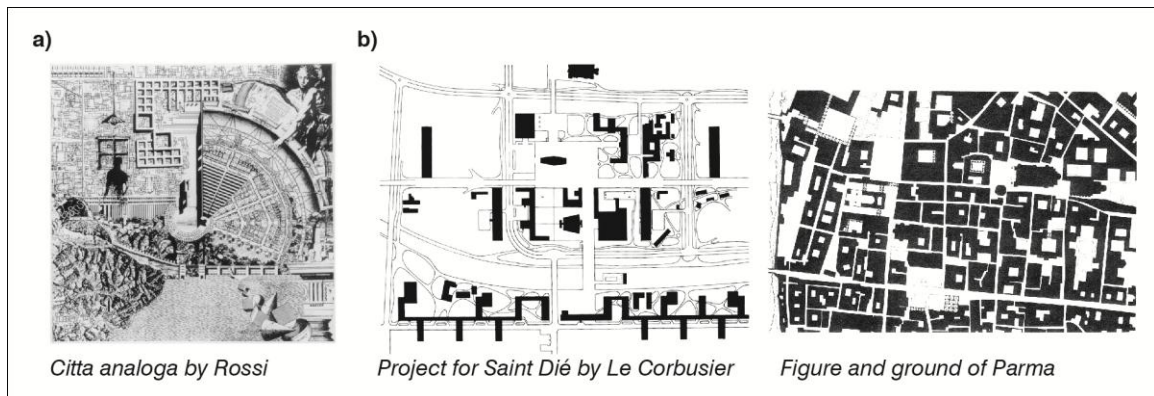 a)
b)
Citta analoga by Rossi
Project for Saint Dié by Le Corbusier
Figure and ground of Parma